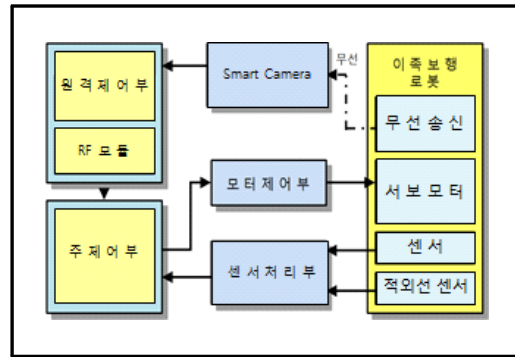 원격제어부
RF 모듈
주제어부
Smart Camera
모터제어부
센서처리부
무선
이족보행
로봇
무선송신
서보모터
센서
적외선 센서